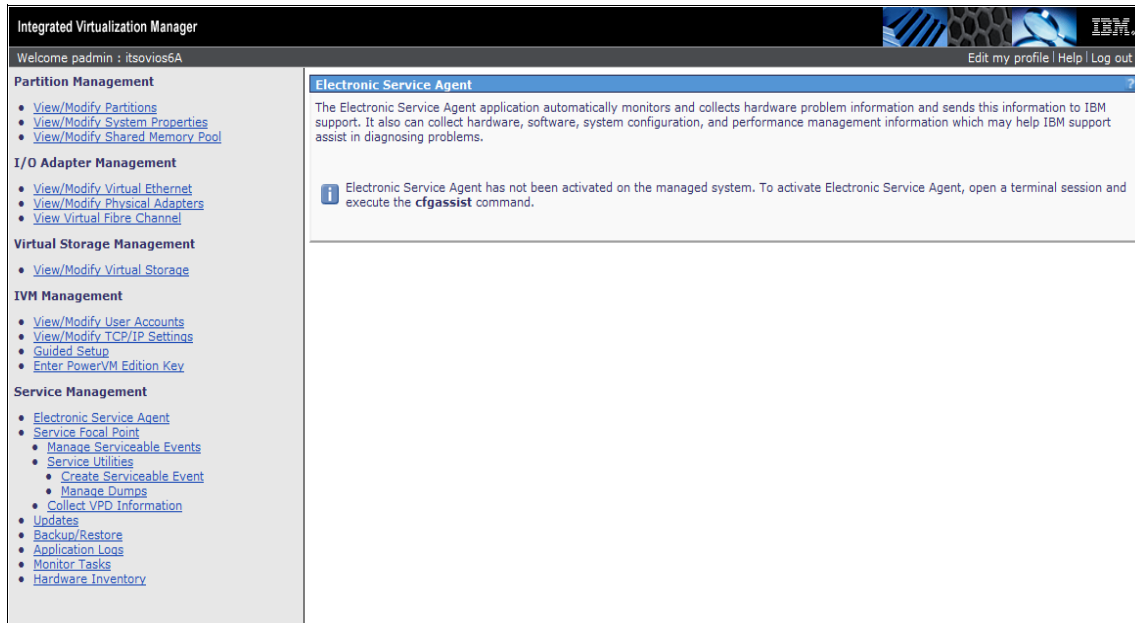 Integrated Virtualization Manager
IBM.
Welcome padmin : itsovios6A
Edit my profile | Help | Log out
Partition Management
View/Modify Partitions
View/Modify System Properties
View/Modify Shared Memory Pool
I/O Adapter Management
View/Modify Virtual Ethernet
View/Modify Physical Adapters
View Virtual Fibre Channel
Virtual Storage Management
View/Modify Virtual Storage
IVM Management
View/Modify User Accounts
View/Modify TCP/IP Settings
Guided Setup
Enter PowerVM Edition Key
Service Management
Electronic Service Agent
Service Focal Point
Manage Serviceable Events
Service Utilities
Create Serviceable Event
Manage Dumps
Collect VPD Information
Updates
Backup/Restore
Application Logs
Monitor Tasks
Hardware Inventory
Electronic Service Agent ?
The Electronic Service Agent application automatically monitors and collects hardware problem information and sends this information to IBM
support. It also can collect hardware, software, system configuration, and performance management information which may help IBM support
assist in diagnosing problems.
i
Electronic Service Agent has not been activated on the managed system. To activate Electronic Service Agent, open a terminal session and
execute the cfgassist command.